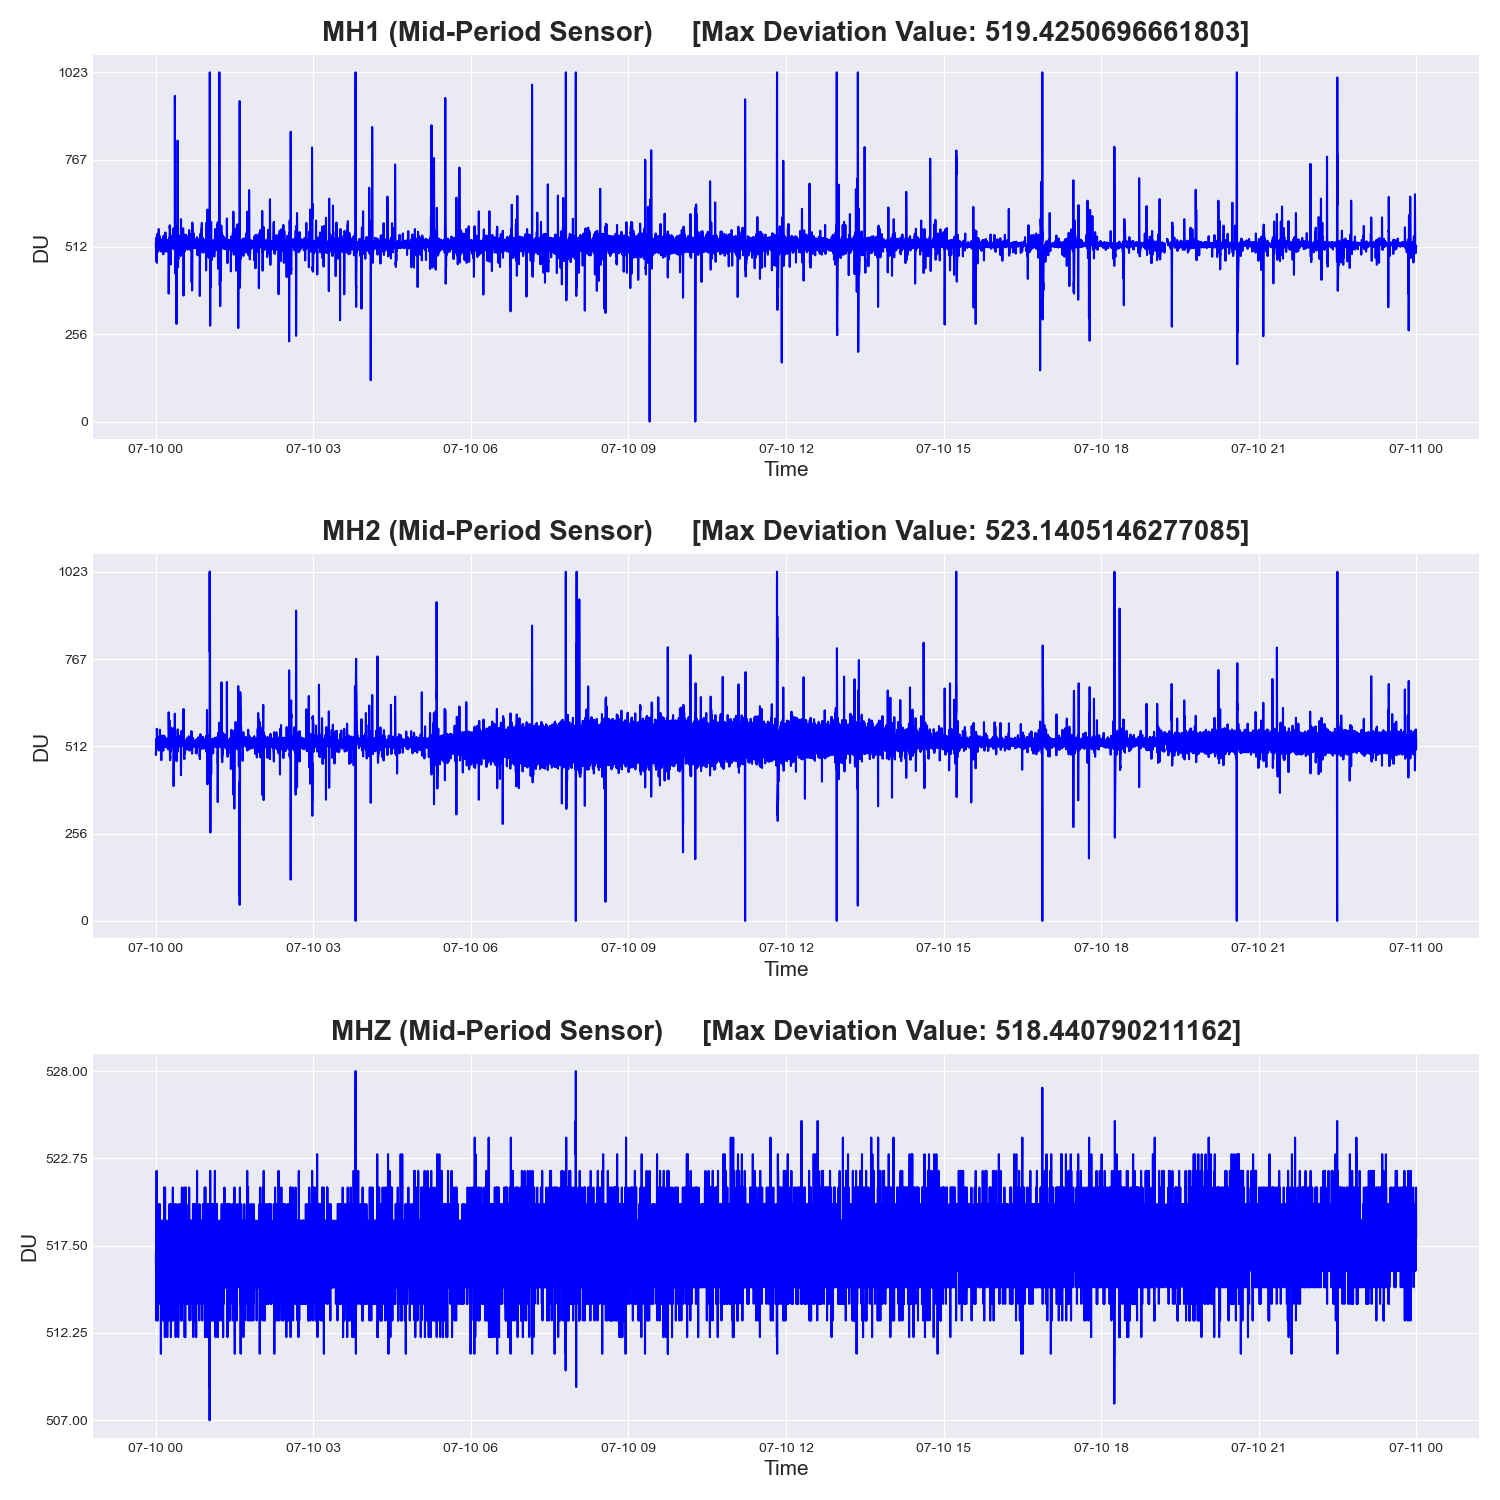 MH1 (Mid-Period Sensor)     [Max Deviation Value: 519.4250696661803]
1023
767
512
256
0
DU
07-10 00 07-10 03 07-10 06 07-10 09 07-10 12 07-10 15 07-10 18 07-10 21 07-11 00
Time
MH2 (Mid-Period Sensor)     [Max Deviation Value: 523.1405146277085]
1023
767
512
256
0
DU
07-10 00 07-10 03 07-10 06 07-10 09 07-10 12 07-10 15 07-10 18 07-10 21 07-11 00
Time
MHZ (Mid-Period Sensor)     [Max Deviation Value: 518.440790211162]
528.00
522.75
517.50
512.25
507.00
DU
07-10 00 07-10 03 07-10 06 07-10 09 07-10 12 07-10 15 07-10 18 07-10 21 07-11 00
Time